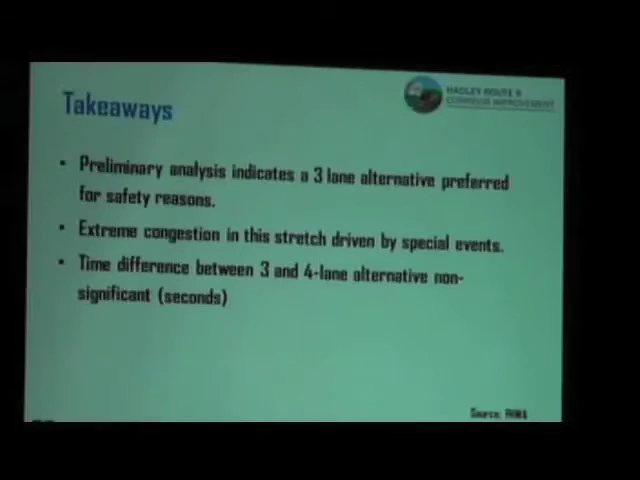 Takeaways
HADLEY ROUTE 9
CORRIDOR IMPROVEMENT
• Preliminary analysis indicates a 3 lane alternative preferred
for safety reasons.
• Extreme congestion in this stretch driven by special events.
• Time difference between 3 and 4-lane alternative non-
significant (seconds)
Source: